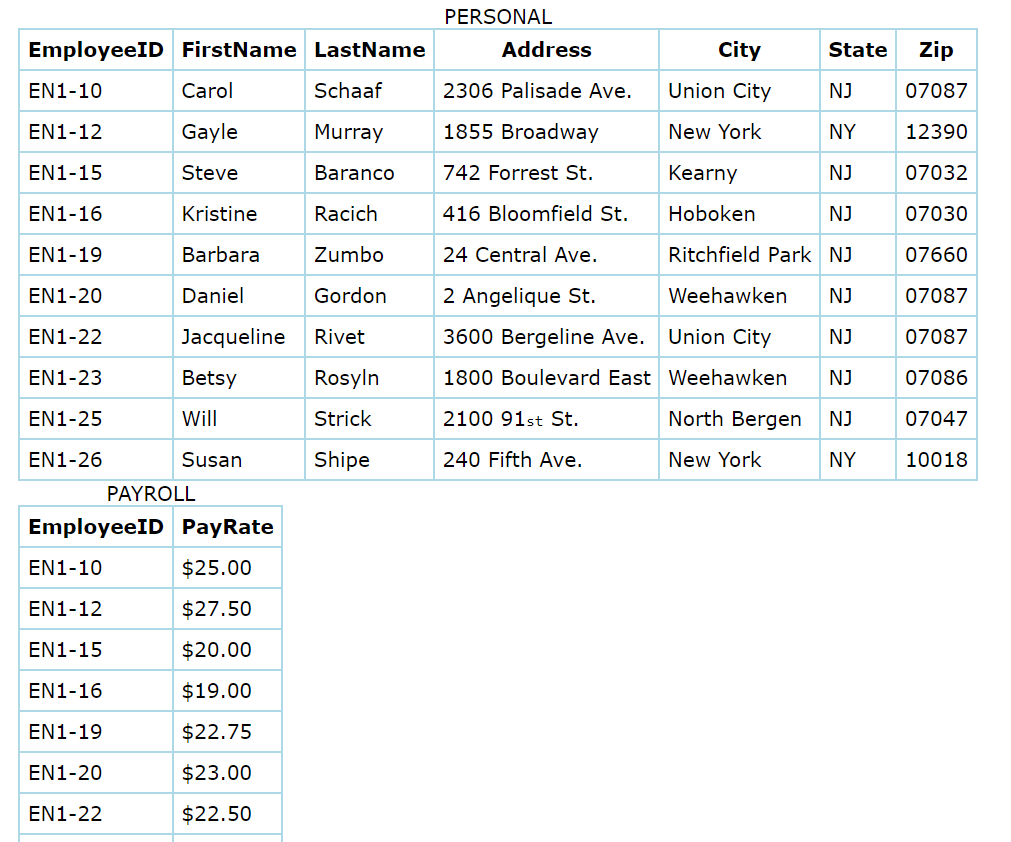 PERSONAL
EmployeeID FirstName LastName Address City State Zip
EN1-10 Carol Schaaf 2306 Palisade Ave. Union City NJ 07087
EN1-12 Gayle Murray 1855 Broadway New York NY 12390
EN1-15 Steve Baranco 742 Forrest St. Kearny NJ 07032
EN1-16 Kristine Racich 416 Bloomfield St. Hoboken NJ 07030
EN1-19 Barbara Zumbo 24 Central Ave. Ritchfield Park NJ 07660
EN1-20 Daniel Gordon 2 Angelique St. Weehawken NJ 07087
EN1-22 Jacqueline Rivet 3600 Bergeline Ave. Union City NJ 07087
EN1-23 Betsy Rosyln 1800 Boulevard East Weehawken NJ 07086
EN1-25 Will Strick 2100 91st St. North Bergen NJ 07047
EN1-26 Susan Shipe 240 Fifth Ave. New York NY 10018
PAYROLL
EmployeeID PayRate
EN1-10 $25.00
EN1-12 $27.50
EN1-15 $20.00
EN1-16 $19.00
EN1-19 $22.75
EN1-20 $23.00
EN1-22 $22.50